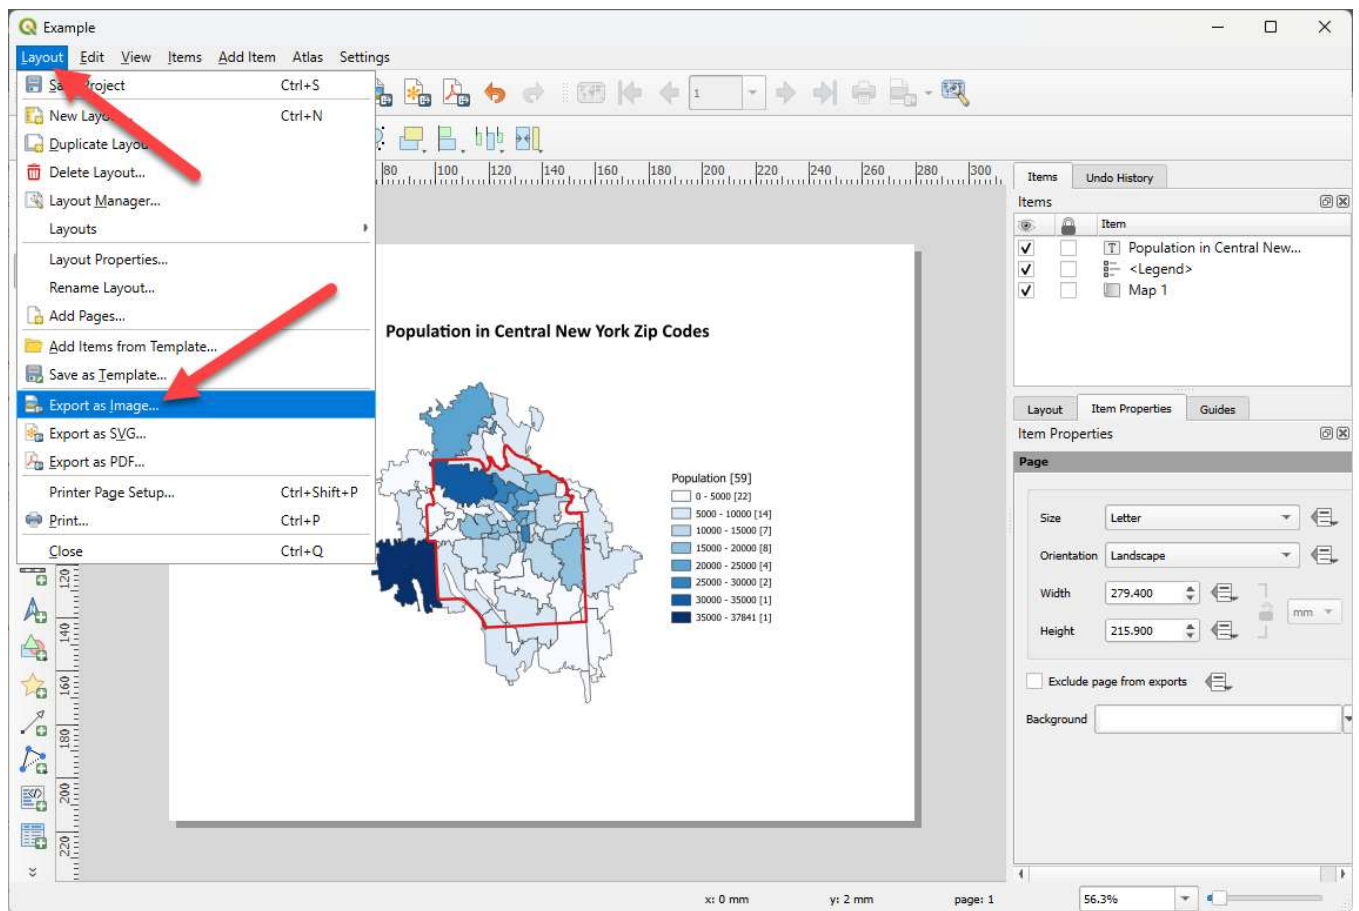 Example
Layout Edit View Items Add Item Atlas Settings
Project Ctrl+S
New Ctrl+N
Duplicate
Delete Layout...
Layout Manager...
Layouts
Layout Properties...
Rename Layout...
Add Pages...
Add Items from Template...
Save as Template...
Export as Image...
Export as SVG...
Export as PDF...
Printer Page Setup... Ctrl+Shift+P
Print... Ctrl+P
Close Ctrl+Q
1
80 100 120 140 160 180 200 220 240 260 280 300
120
140
160
180
200
220
Population in Central New York Zip Codes
Population [59]
0 - 5000 [22]
5000 - 10000 [14]
10000 - 15000 [7]
15000 - 20000 [8]
20000 - 25000 [4]
25000 - 30000 [2]
30000 - 35000 [1]
35000 - 37841 [1]
Items Undo History
Items
Item
Population in Central New...
<Legend>
Map 1
Layout Item Properties Guides
Item Properties
Page
Size Letter
Orientation Landscape
Width 279.400
mm
Height 215.900
Exclude page from exports
Background
x: 0 mm y: 2 mm page: 1 56.3%